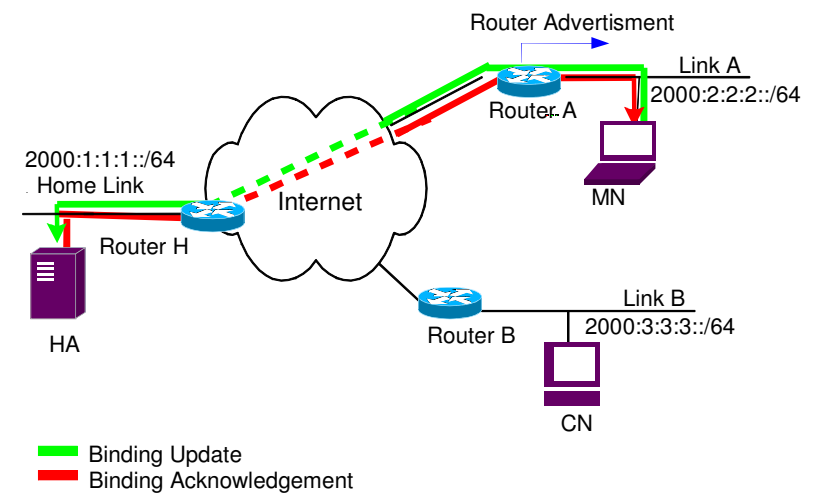 Router Advertisment
Link A
2000:2:2:2::/64
Router A
MN
2000:1:1:1::/64
Home Link
Internet
Router H
HA
Link B
2000:3:3:3::/64
Router B
CN
Binding Update
Binding Acknowledgement